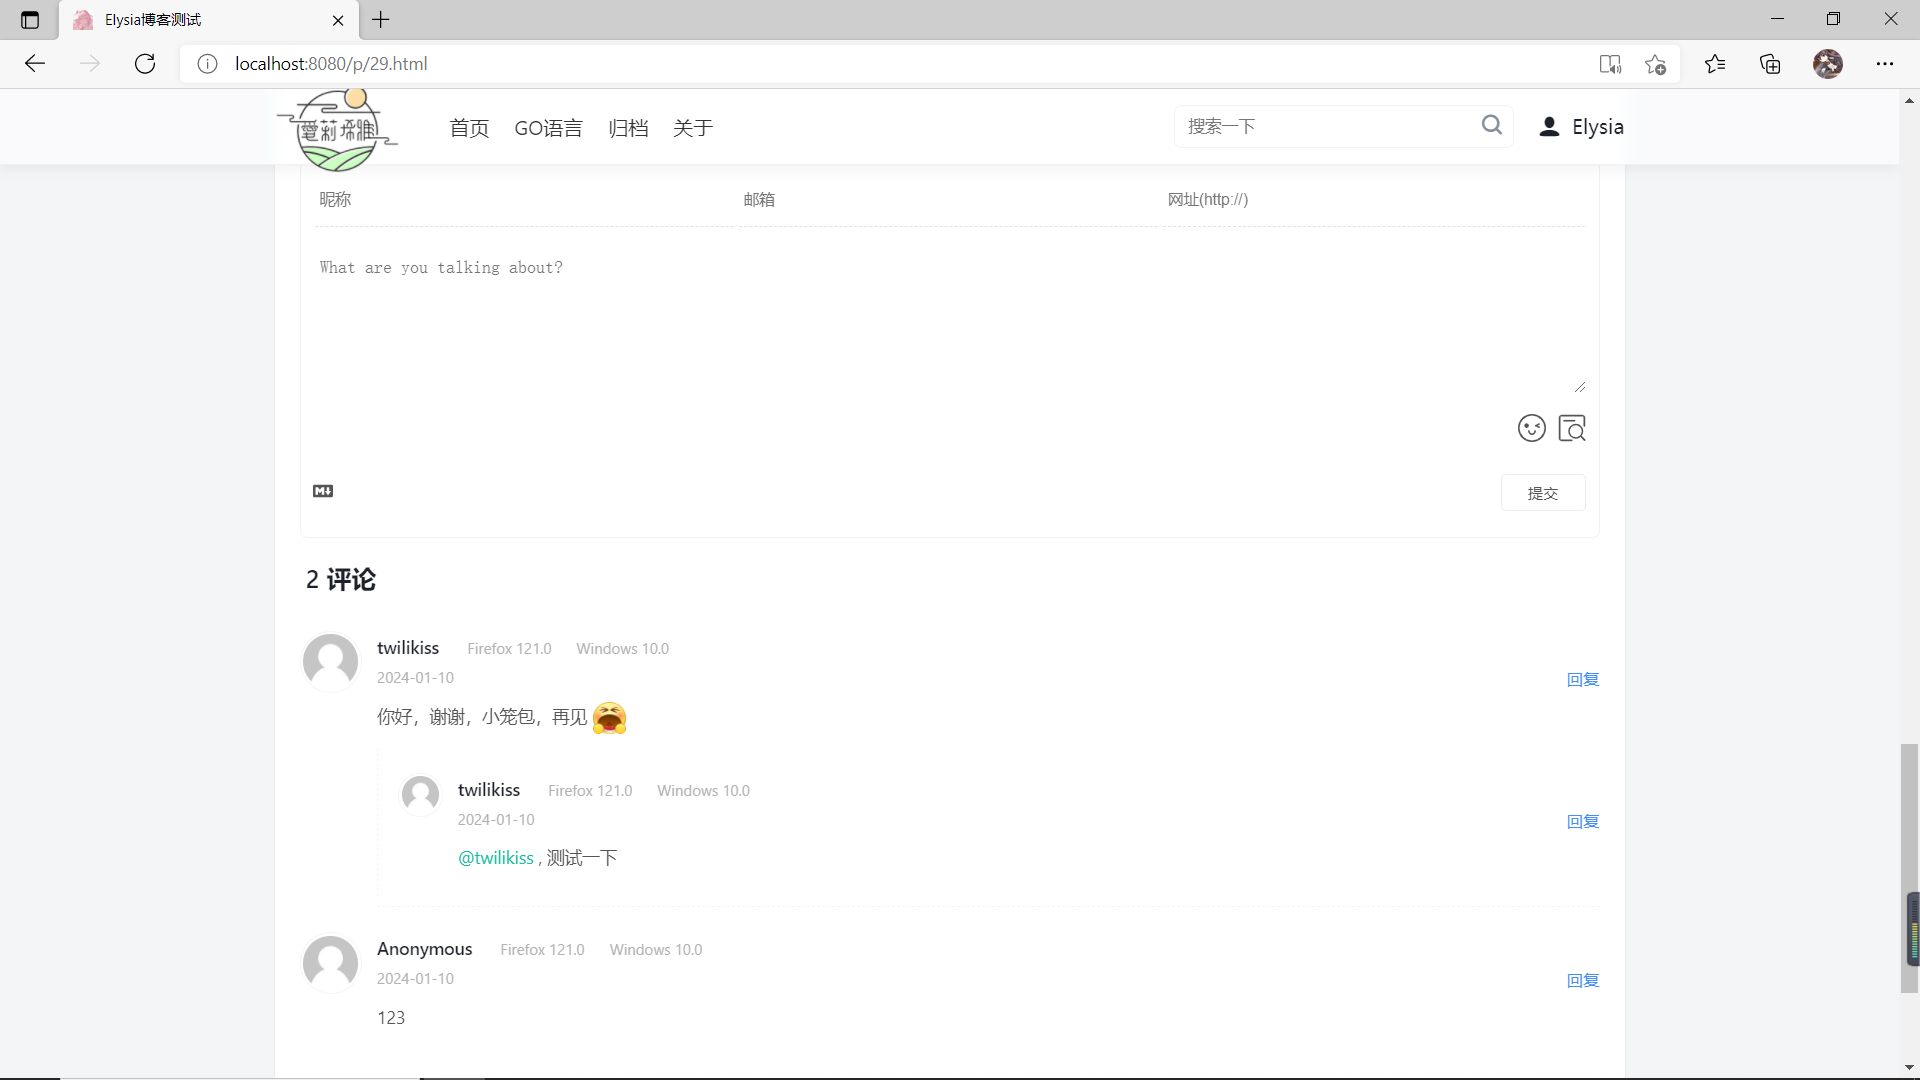 Elysia博客测试
localhost:8080/p/29.html
首页 GO语言 归档 关于 搜索一下 Elysia
昵称 邮箱 网址(http://)
What are you talking about?
M↓
提交
2 评论
twilikiss Firefox 121.0 Windows 10.0
2024-01-10
回复
你好，谢谢，小笼包，再见
twilikiss Firefox 121.0 Windows 10.0
2024-01-10
回复
@twilikiss , 测试一下
Anonymous Firefox 121.0 Windows 10.0
2024-01-10
回复
123